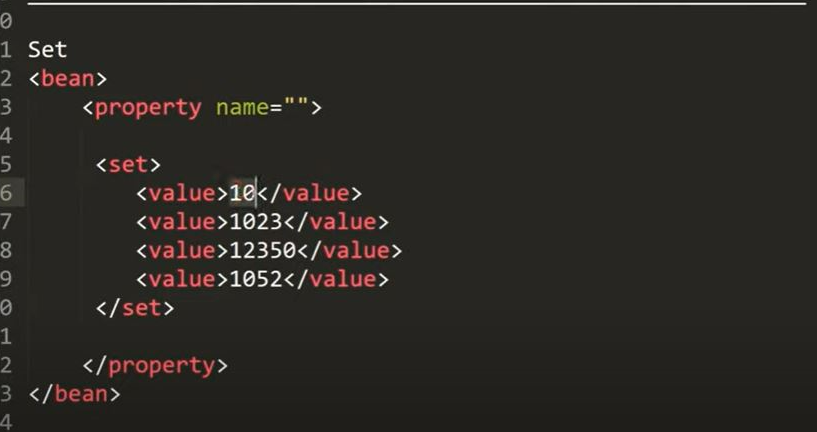 0
1 Set
2 <bean>
3 <property name="">
4
5 <set>
6 <value>10</value>
7 <value>1023</value>
8 <value>12350</value>
9 <value>1052</value>
0 </set>
1
2 </property>
3 </bean>
4